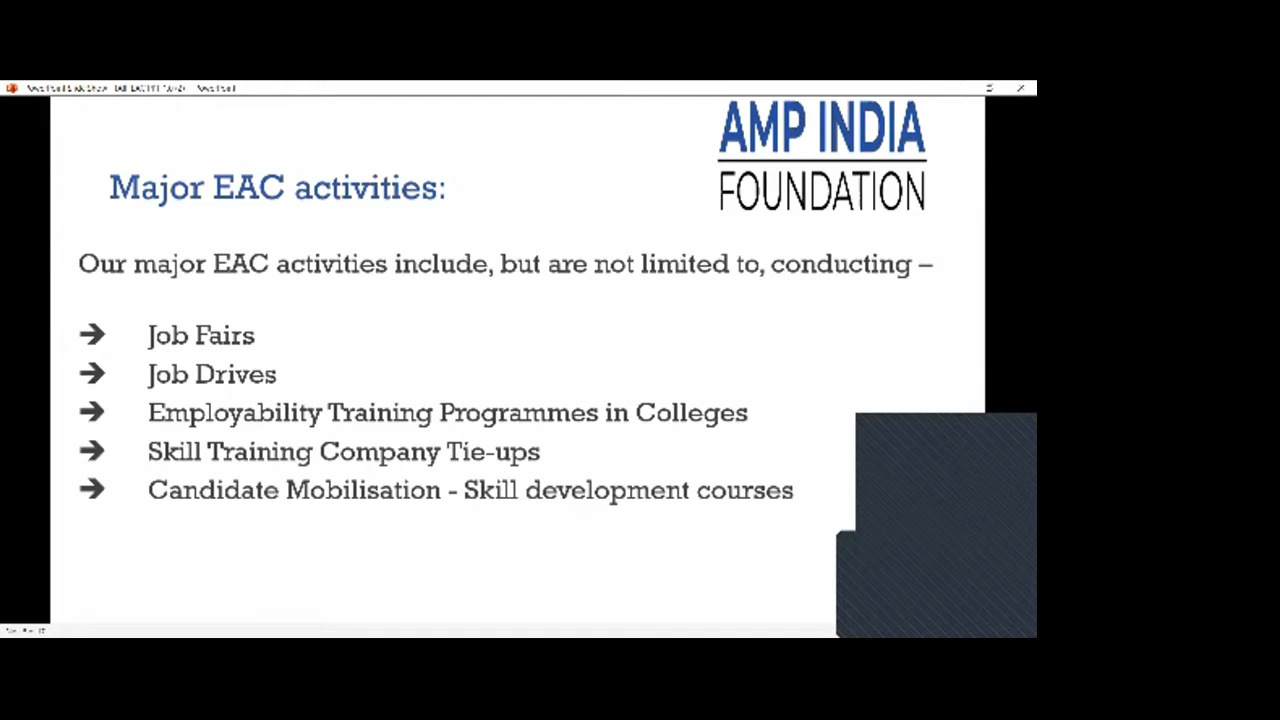 AMP INDIA
FOUNDATION
Major EAC activities:
Our major EAC activities include, but are not limited to, conducting –
➔ Job Fairs
➔ Job Drives
➔ Employability Training Programmes in Colleges
➔ Skill Training Company Tie-ups
➔ Candidate Mobilisation - Skill development courses